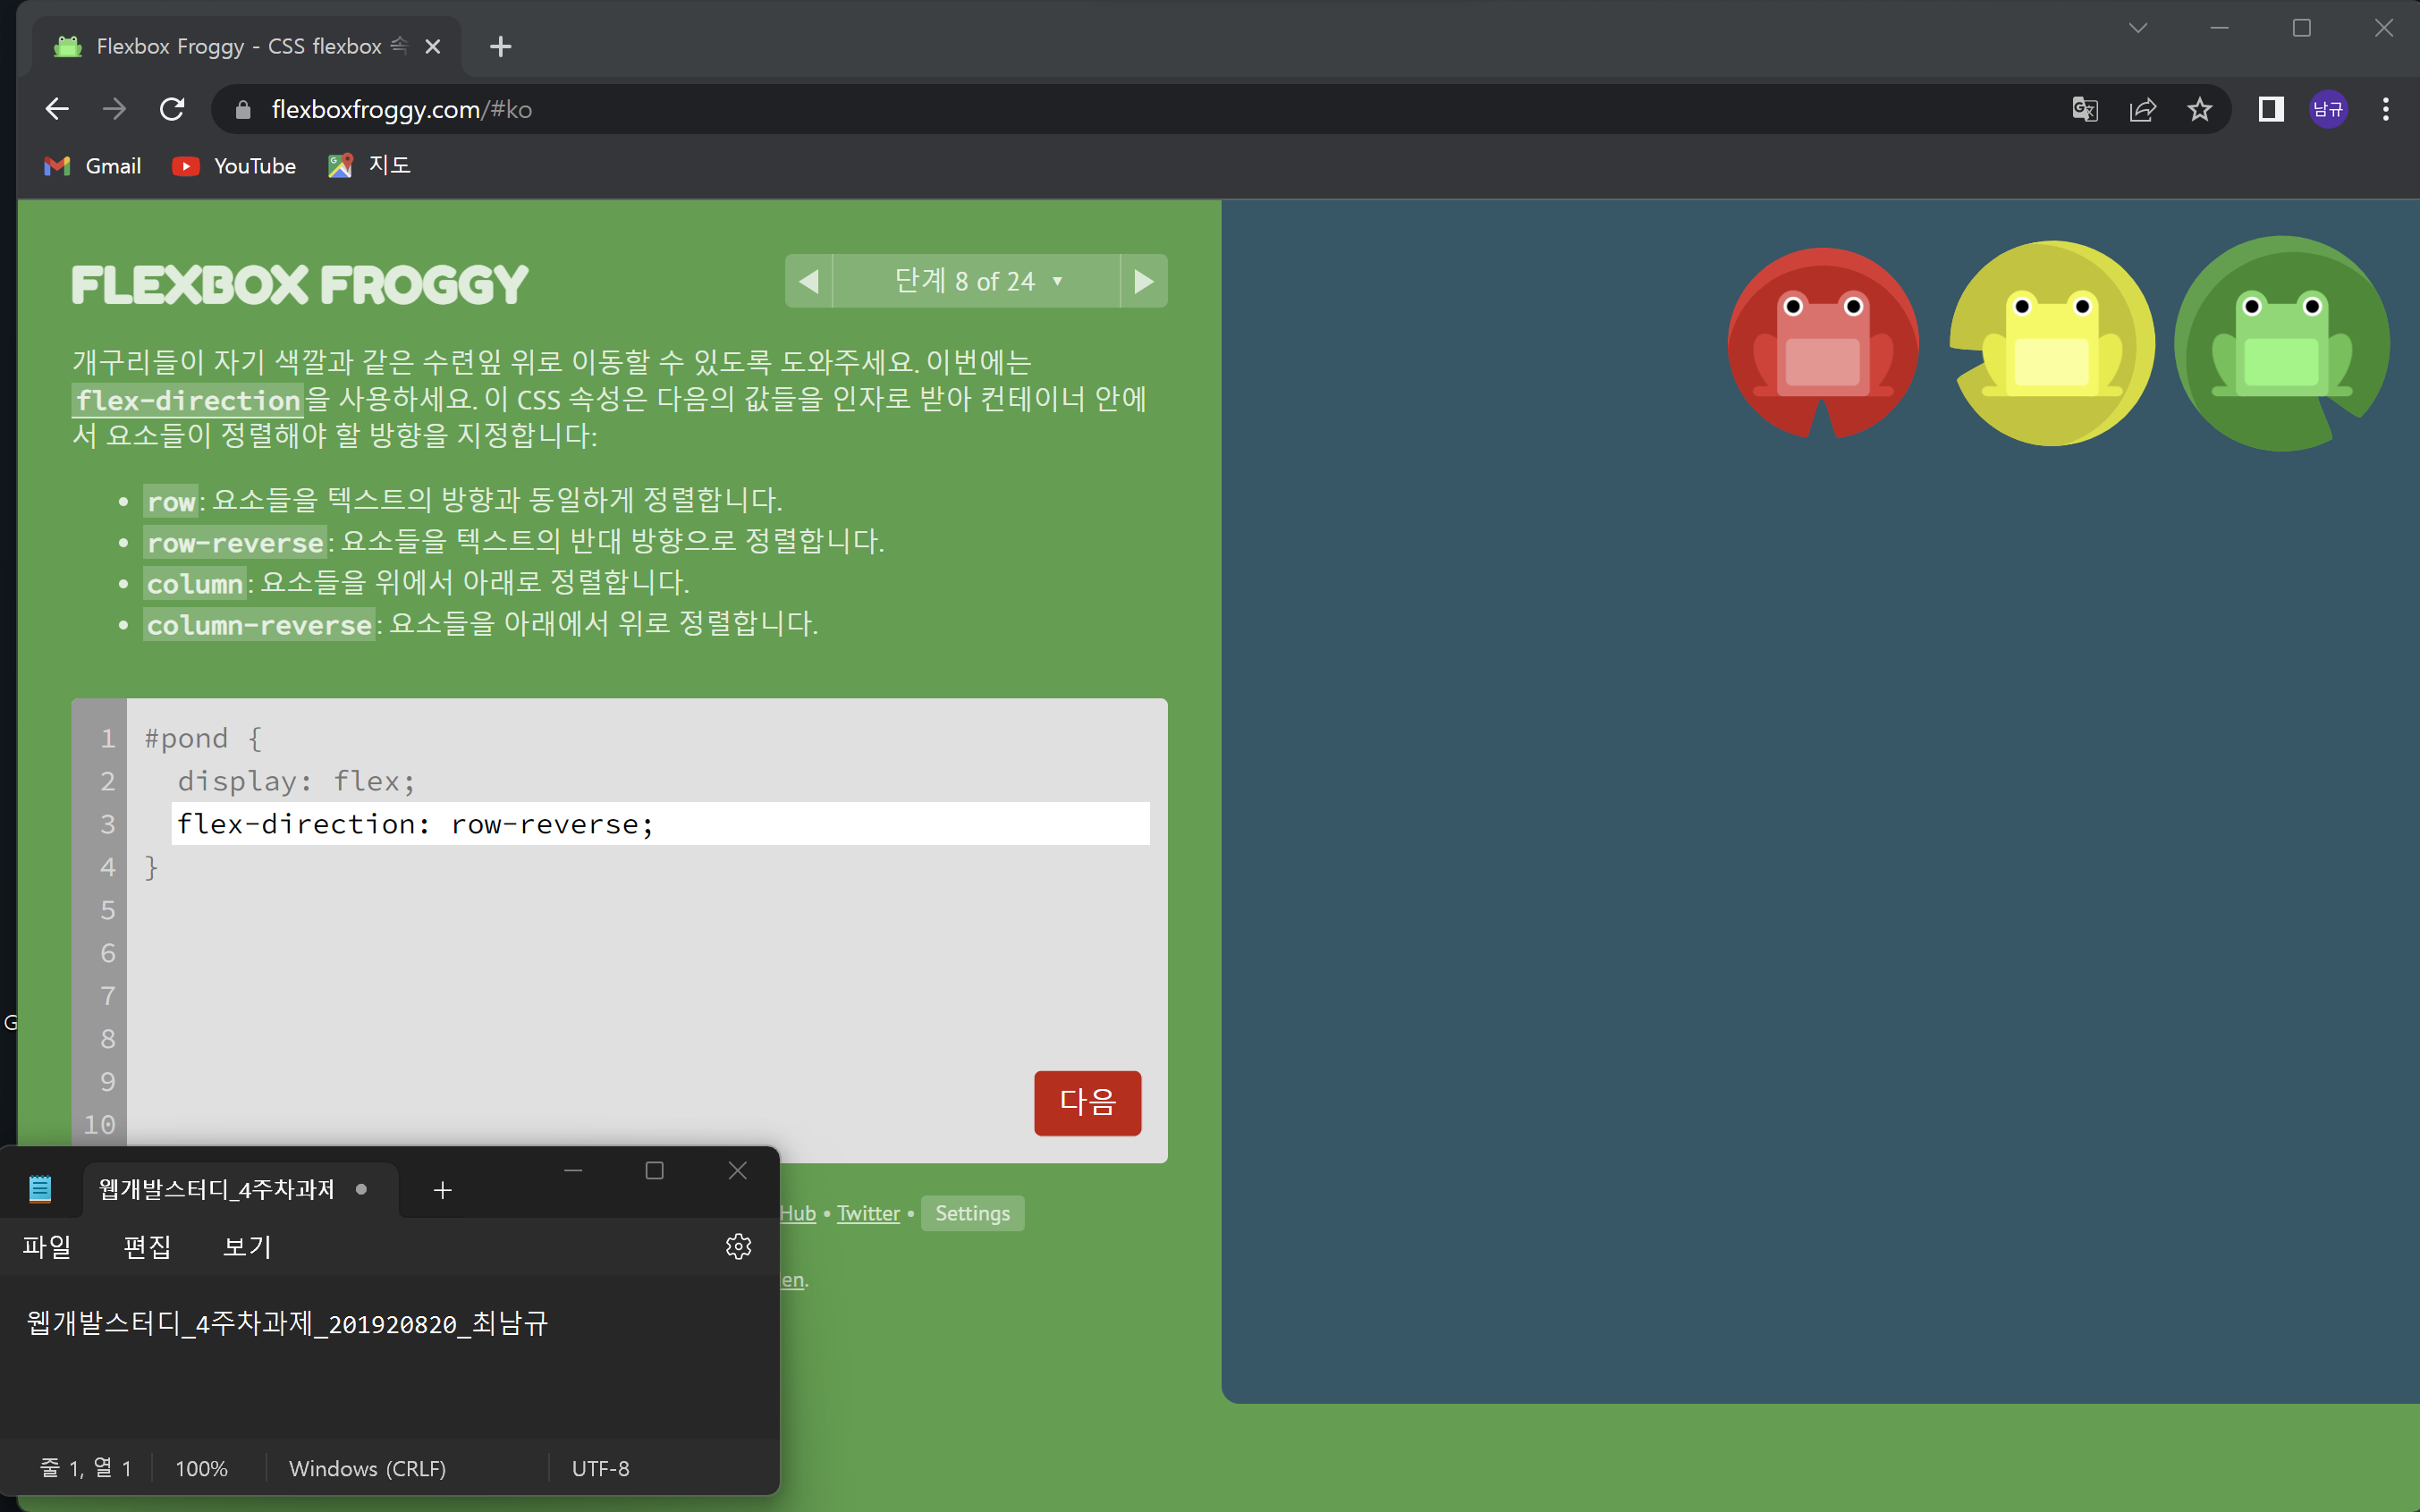 Flexbox Froggy - CSS flexbox 속
flexboxfroggy.com/#ko
남규
Gmail
YouTube
지도
FLEXBOX FROGGY
단계 8 of 24 ▼
개구리들이 자기 색깔과 같은 수련잎 위로 이동할 수 있도록 도와주세요. 이번에는
flex-direction을 사용하세요. 이 CSS 속성은 다음의 값들을 인자로 받아 컨테이너 안에
서 요소들이 정렬해야 할 방향을 지정합니다:
• row: 요소들을 텍스트의 방향과 동일하게 정렬합니다.
• row-reverse: 요소들을 텍스트의 반대 방향으로 정렬합니다.
• column: 요소들을 위에서 아래로 정렬합니다.
• column-reverse: 요소들을 아래에서 위로 정렬합니다.
1 #pond {
2 display: flex;
3 flex-direction: row-reverse;
4 }
5
6
7
8
9
10
다음
G
Hub • Twitter • Settings
en.
웹개발스터디_4주차과제
파일 편집 보기
웹개발스터디_4주차과제_201920820_최남규
줄 1, 열 1 100% Windows (CRLF) UTF-8